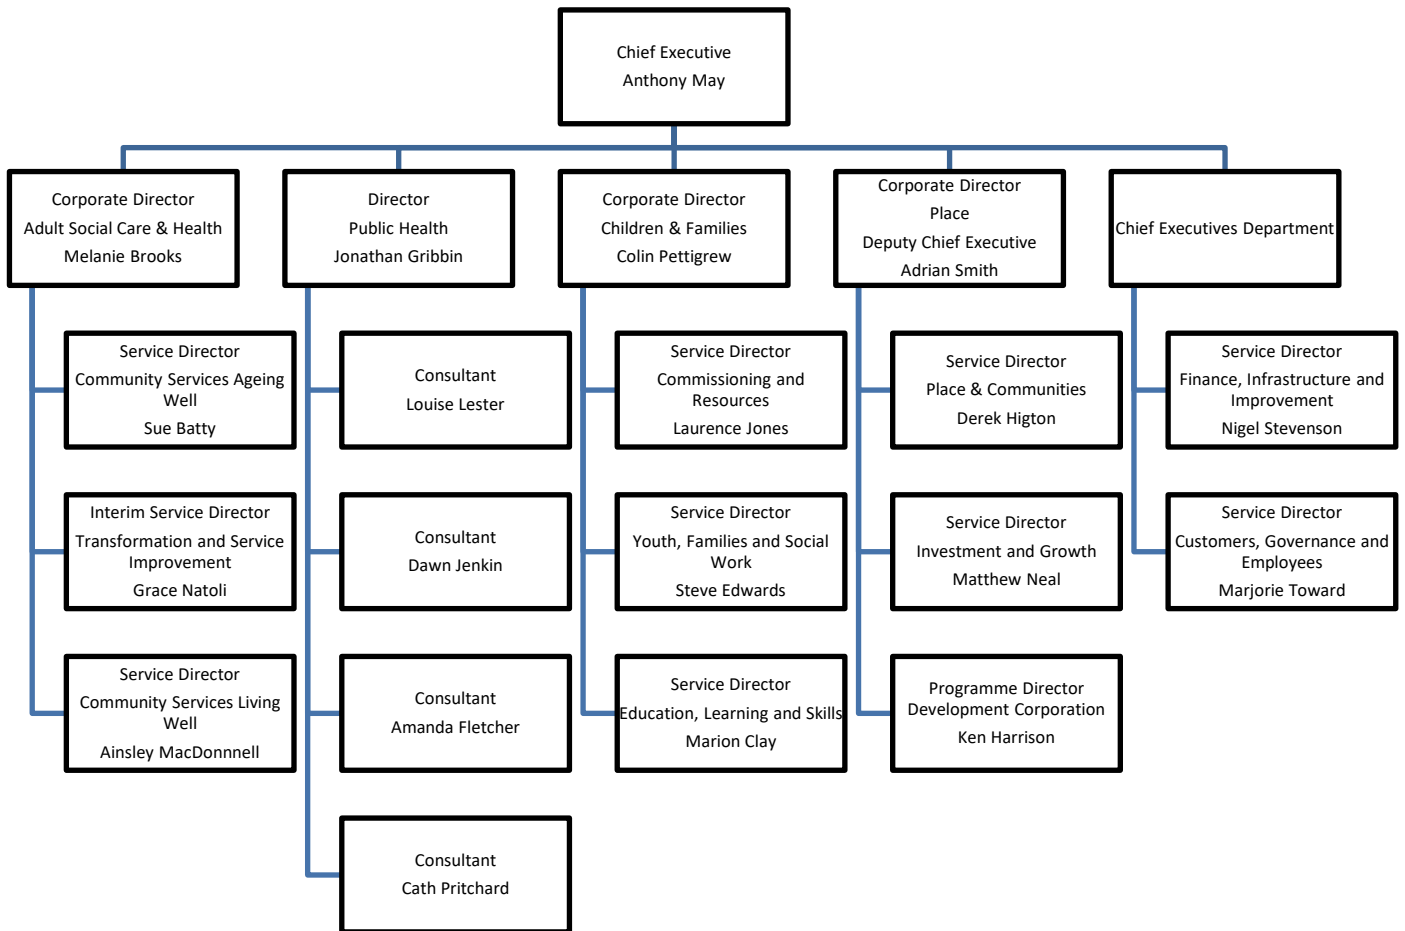 Chief Executive
Anthony May
Corporate Director
Adult Social Care & Health
Melanie Brooks
Director
Public Health
Jonathan Gribbin
Corporate Director
Children & Families
Colin Pettigrew
Corporate Director
Place
Deputy Chief Executive
Adrian Smith
Chief Executives Department
Service Director
Community Services Ageing
Well
Sue Batty
Consultant
Louise Lester
Service Director
Commissioning and
Resources
Laurence Jones
Service Director
Place & Communities
Derek Higton
Service Director
Finance, Infrastructure and
Improvement
Nigel Stevenson
Interim Service Director
Transformation and Service
Improvement
Grace Natoli
Consultant
Dawn Jenkin
Service Director
Youth, Families and Social
Work
Steve Edwards
Service Director
Investment and Growth
Matthew Neal
Service Director
Customers, Governance and
Employees
Marjorie Toward
Service Director
Community Services Living
Well
Ainsley MacDonnnell
Consultant
Amanda Fletcher
Service Director
Education, Learning and Skills
Marion Clay
Programme Director
Development Corporation
Ken Harrison
Consultant
Cath Pritchard